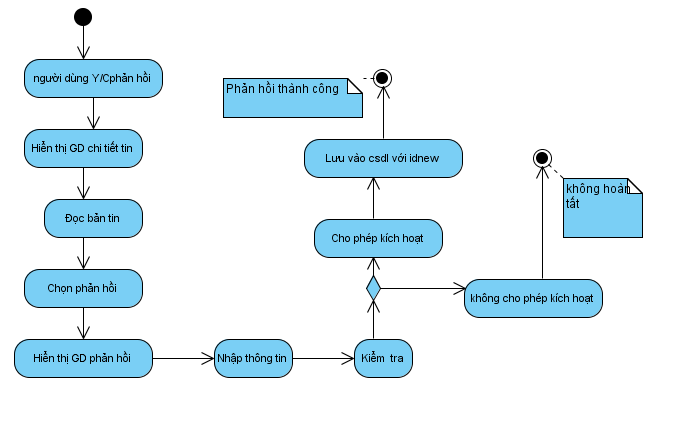 người dùng Y/Cphản hồi
Hiển thị GD chi tiết tin
Đọc bản tin
Chọn phản hồi
Hiển thị GD phản hồi
Nhập thông tin
Kiểm tra
Cho phép kích hoạt
không cho phép kích hoạt
Lưu vào csdl với idnew
Phản hồi thành công
không hoàn
tất